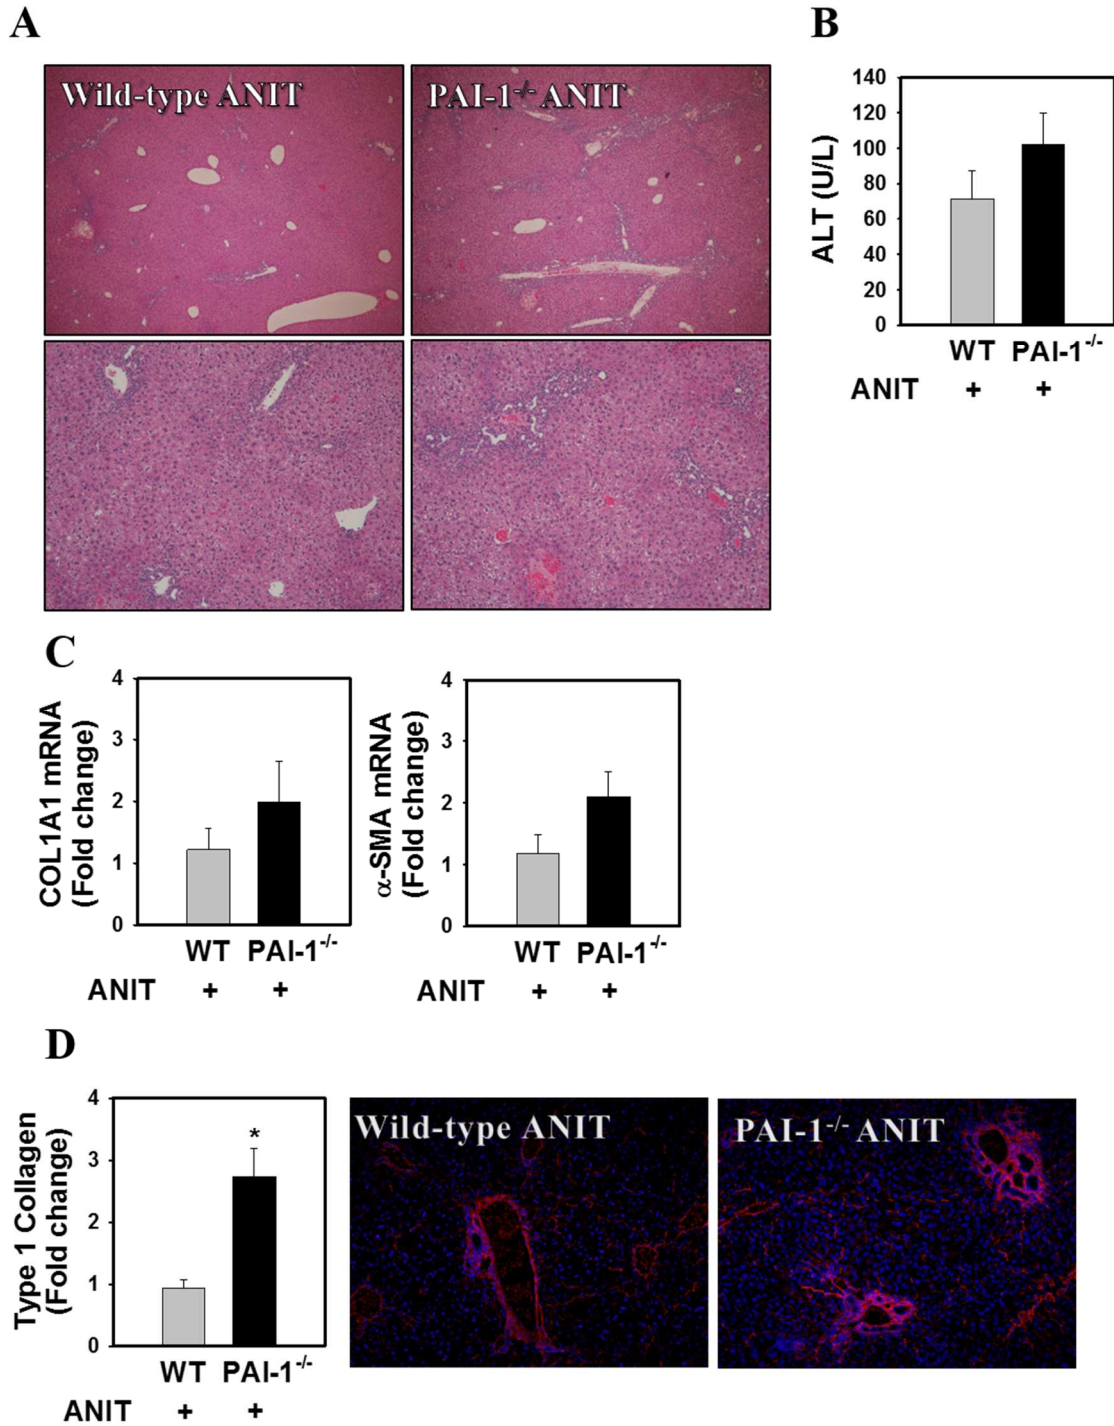 A
Wild-type ANIT
PAI-1-/- ANIT
B
ALT (U/L)
140
120
100
80
60
40
20
0
WT PAI-1-/-
ANIT + +
C
COL1A1 mRNA
(Fold change)
4
3
2
1
0
WT PAI-1-/-
ANIT + +
α-SMA mRNA
(Fold change)
4
3
2
1
0
WT PAI-1-/-
ANIT + +
D
Type 1 Collagen
(Fold change)
4
3
2
1
0
*
WT PAI-1-/-
ANIT + +
Wild-type ANIT
PAI-1-/- ANIT